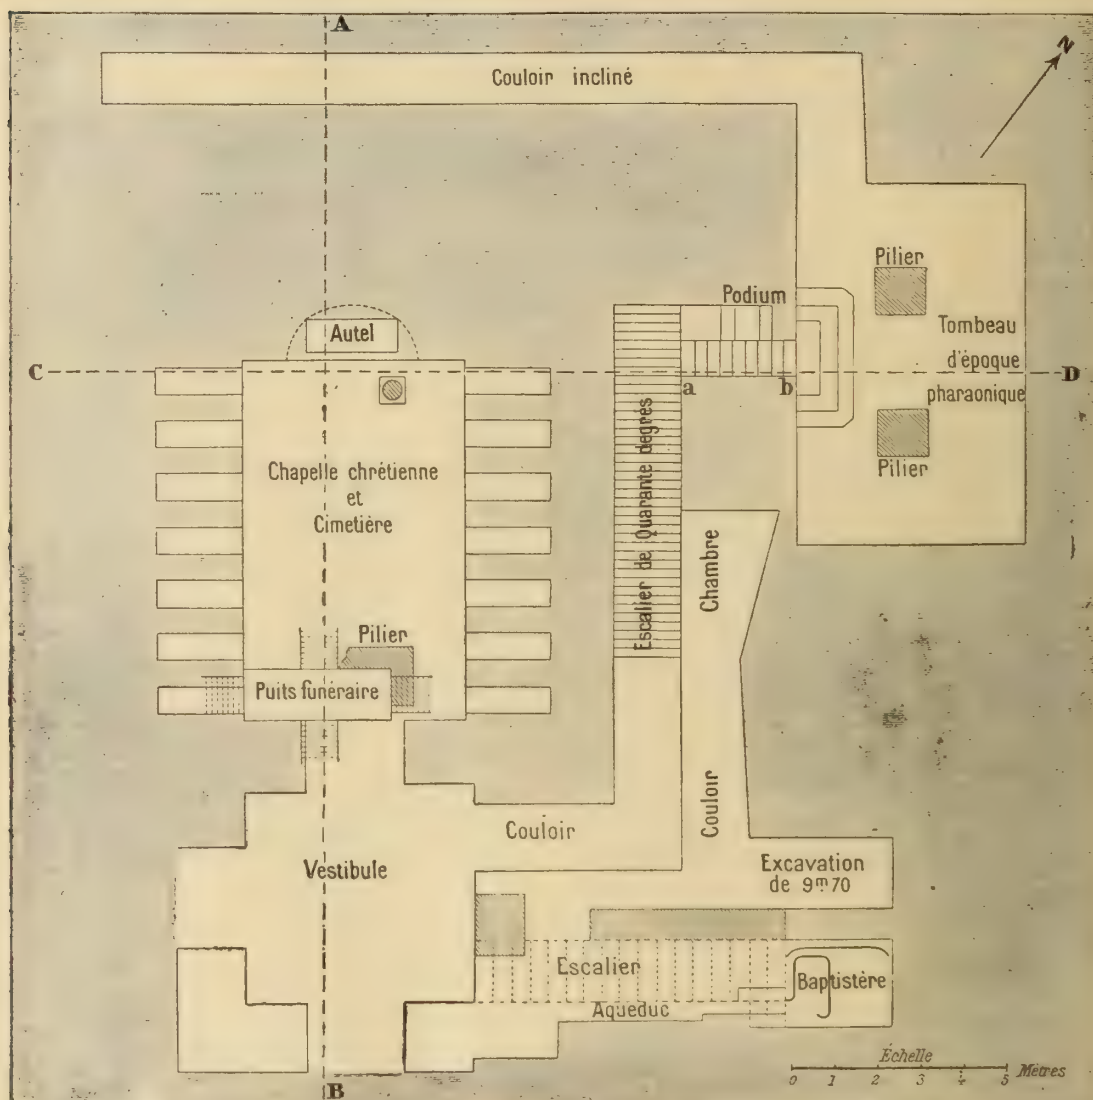 A
N
Couloir incliné
Pilier
Podium
Tombeau
d'époque
pharaonique
Autel
C
D
a
b
Pilier
Escalier de Quarante degrés
Chapelle chrétienne
et
Cimetière
Chambre
Pilier
Puits funéraire
Couloir
Couloir
Vestibule
Excavation
de 9m70
Escalier
Baptistère
Aqueduc
Échelle
0 1 2 3 4 5 Mètres
B